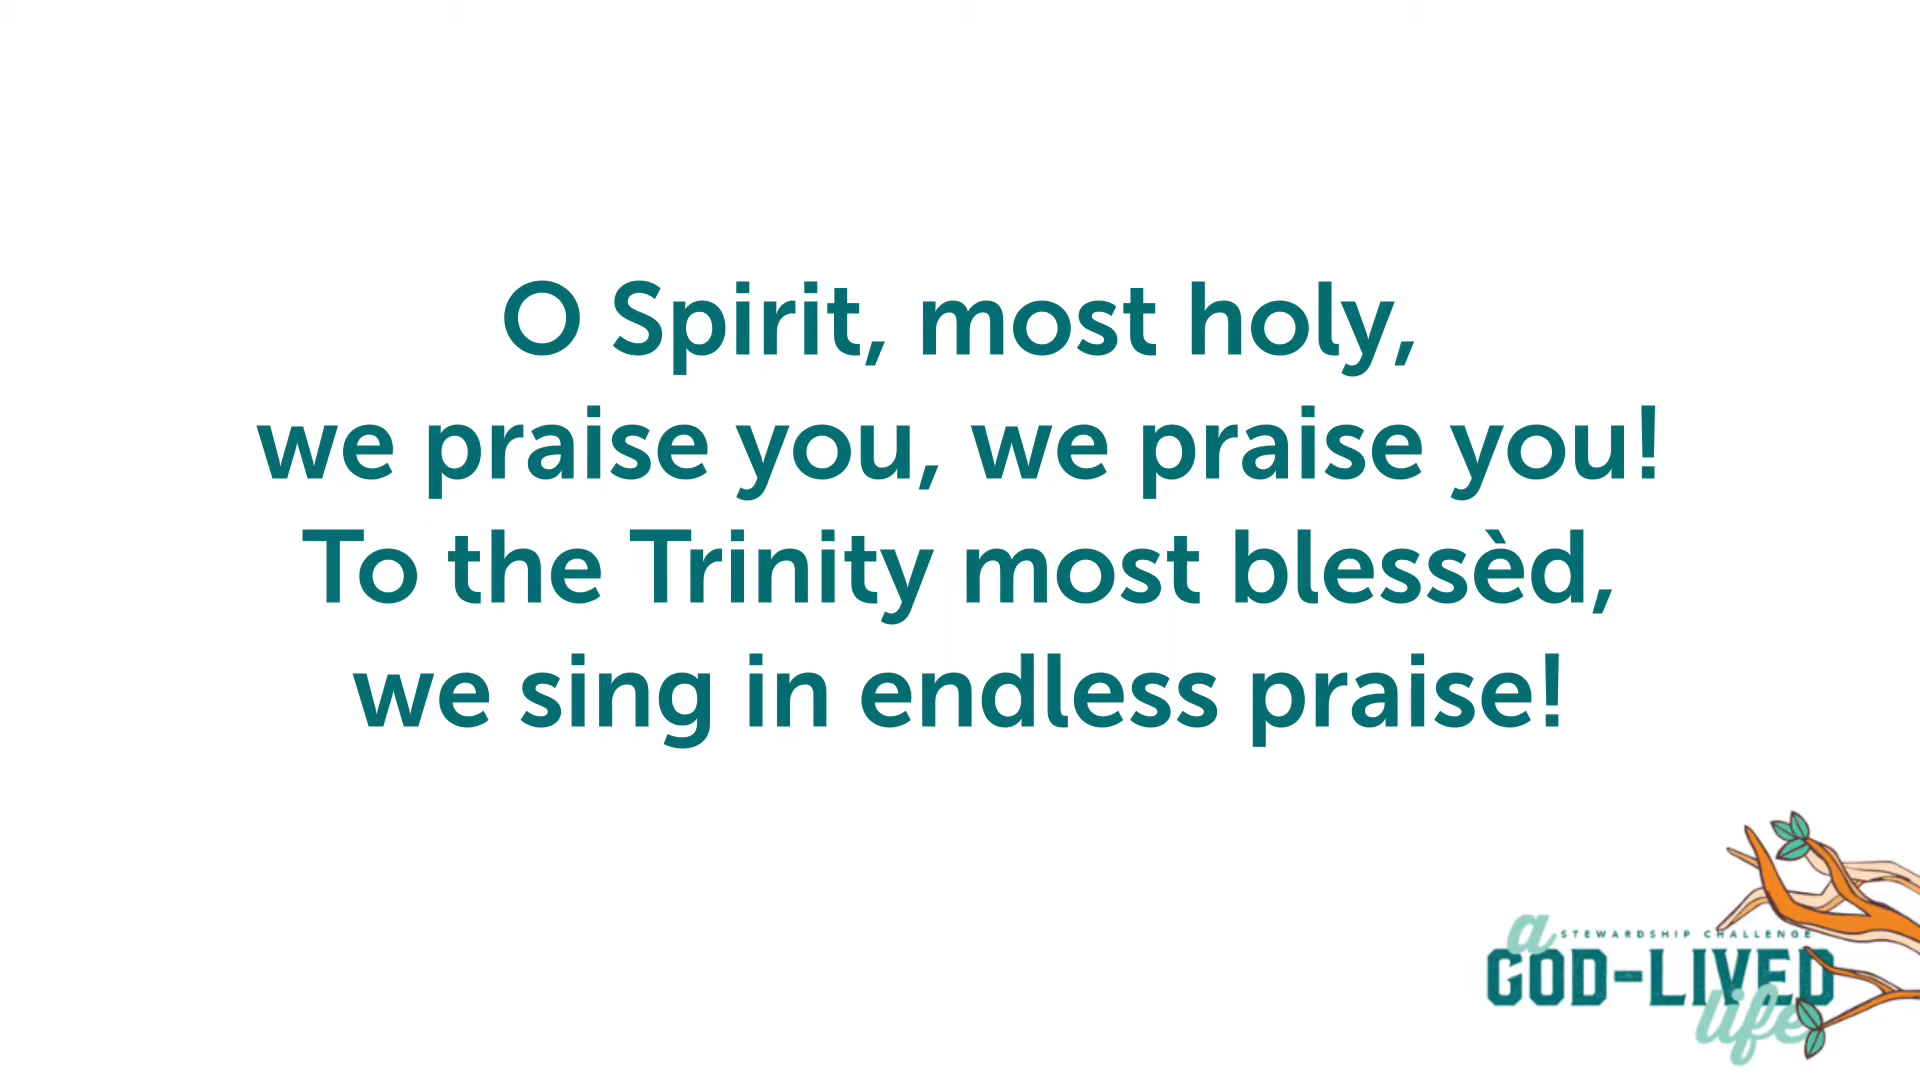 O Spirit, most holy,
we praise you, we praise you!
To the Trinity most blessèd,
we sing in endless praise!
a STEWARDSHIP CHALLENGE
GOD-LIVED
life